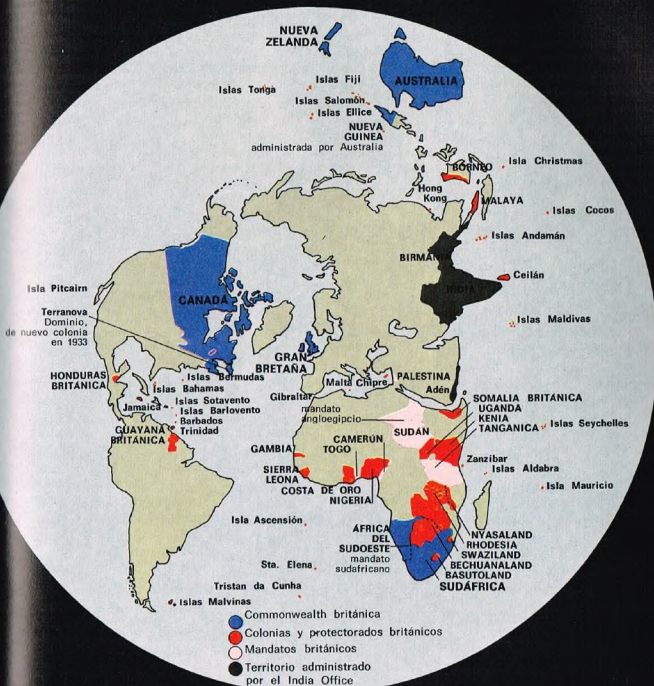 NUEVA
ZELANDA
AUSTRALIA
Islas Tonga
Islas Fiji
Islas Salomón
Islas Ellice
NUEVA
GUINEA
administrada por Australia
BORNEO
Isla Christmas
Hong
Kong
MALAYA
Islas Cocos
Islas Andamán
BIRMANIA
Ceilán
INDIA
Isla Pitcairn
CANADÁ
Terranova
Dominio,
de nuevo colonia
en 1933
Islas Maldivas
GRAN
BRETAÑA
HONDURAS
BRITÁNICA
Islas Bermudas
Islas Bahamas
Jamaica
Islas Sotavento
Islas Barlovento
Barbados
Trinidad
GUAYANA
BRITÁNICA
Gibraltar
Malta
Chipre
PALESTINA
Adén
mandato
angloegipcio
SUDÁN
SOMALIA BRITÁNICA
UGANDA
KENIA
TANGANICA
Islas Seychelles
CAMERÚN
TOGO
GAMBIA
SIERRA
LEONA
COSTA DE ORO
NIGERIA
Zanzíbar
Islas Aldabra
Isla Mauricio
Isla Ascensión
ÁFRICA
DEL
SUDOESTE
mandato
sudafricano
NYASALAND
RHODESIA
SWAZILAND
BECHUANALAND
BASUTOLAND
SUDÁFRICA
Sta. Elena
Tristan da Cunha
Islas Malvinas
Commonwealth británica
Colonias y protectorados británicos
Mandatos británicos
Territorio administrado
por el India Office